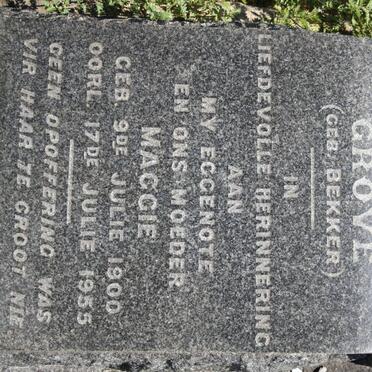 GROVÉ
(GEB. BEKKER)
IN
LIEFDEVOLLE HERINNERING
AAN
MY EGGENOTE
EN ONS MOEDER
MAGGIE
GEB. 9DE JULIE 1900
OORL. 17DE JULIE 1955
GEEN OPOFFERING WAS
VIR HAAR TE GROOT NIE